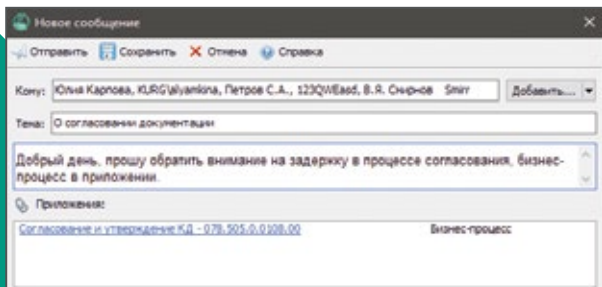 Новое сообщение
Отправить Сохранить Отмена Справка
Кому: Юлия Карпова, KURG\alyamkina, Петров С.А., 123QWEasd, В.Я. Смирнов Smirr Добавить...
Тема: О согласовании документации
Добрый день, прошу обратить внимание на задержку в процессе согласования, бизнес-
процесс в приложении.
Приложения:
Согласование и утверждение КД - 078.505.0.0108.00 Бизнес-процесс